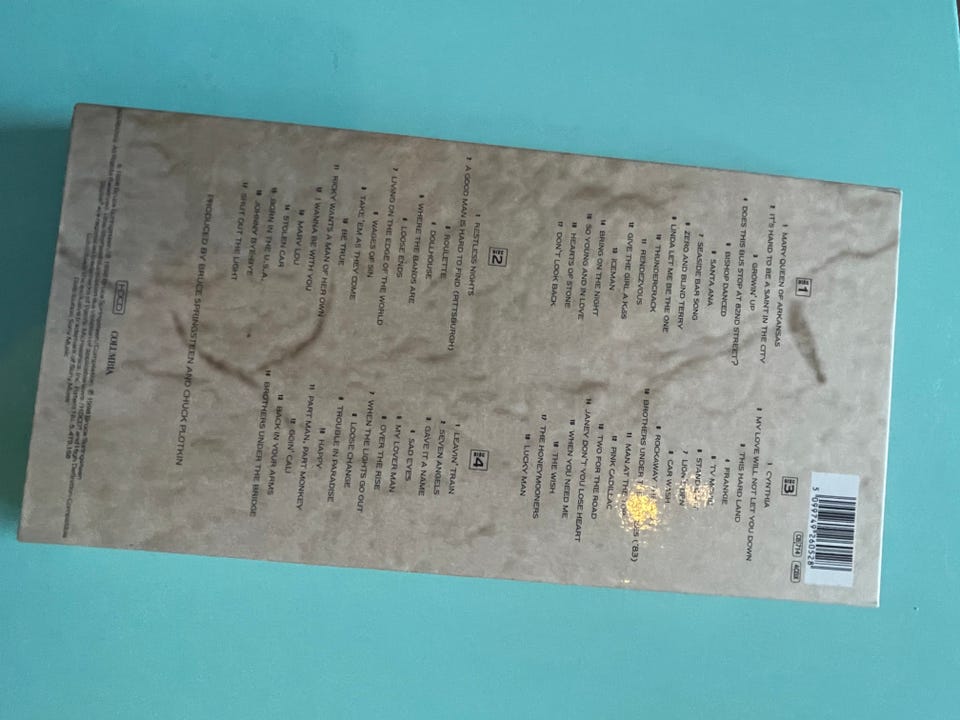 DISC 1
1 MARY QUEEN OF ARKANSAS
2 IT'S HARD TO BE A SAINT IN THE CITY
3 GROWIN' UP
4 DOES THIS BUS STOP AT 82ND STREET?
5 BISHOP DANCED
6 SANTA ANA
7 SEASIDE BAR SONG
8 ZERO AND BLIND TERRY
9 LINDA LET ME BE THE ONE
10 THUNDERCRACK
11 RENDEZVOUS
12 GIVE THE GIRL A KISS
13 ICEMAN
14 BRING ON THE NIGHT
15 SO YOUNG AND IN LOVE
16 HEARTS OF STONE
17 DON'T LOOK BACK
DISC 2
1 RESTLESS NIGHTS
2 A GOOD MAN IS HARD TO FIND (PITTSBURGH)
3 ROULETTE
4 DOLLHOUSE
5 WHERE THE BANDS ARE
6 LOOSE ENDS
7 LIVING ON THE EDGE OF THE WORLD
8 WAGES OF SIN
9 TAKE 'EM AS THEY COME
10 BE TRUE
11 RICKY WANTS A MAN OF HER OWN
12 I WANNA BE WITH YOU
13 MARY LOU
14 STOLEN CAR
15 BORN IN THE U.S.A.
16 JOHNNY BYE-BYE
17 SHUT OUT THE LIGHT
5 099749 260528
CB 714
4CDX
DISC 3
1 CYNTHIA
2 MY LOVE WILL NOT LET YOU DOWN
3 THIS HARD LAND
4 FRANKIE
5 TV
6 STAND
7 LION'S DEN
8 CAR WASH
9 ROCKAWAY
10 BROTHERS UNDER ('83)
11 MAN AT THE
12 PINK CADILLAC
13 TWO FOR THE ROAD
14 JANEY DON'T YOU LOSE HEART
15 WHEN YOU NEED ME
16 THE WISH
17 THE HONEYMOONERS
18 LUCKY MAN
DISC 4
1 LEAVIN' TRAIN
2 SEVEN ANGELS
3 GAVE IT A NAME
4 SAD EYES
5 MY LOVER MAN
6 OVER THE RISE
7 WHEN THE LIGHTS GO OUT
8 LOOSE CHANGE
9 TROUBLE IN PARADISE
10 HAPPY
11 PART MAN, PART MONKEY
12 GOIN' CALI
13 BACK IN YOUR ARMS
14 BROTHERS UNDER THE BRIDGE
PRODUCED BY BRUCE SPRINGSTEEN AND CHUCK PLOTKIN
HDCD COLUMBIA